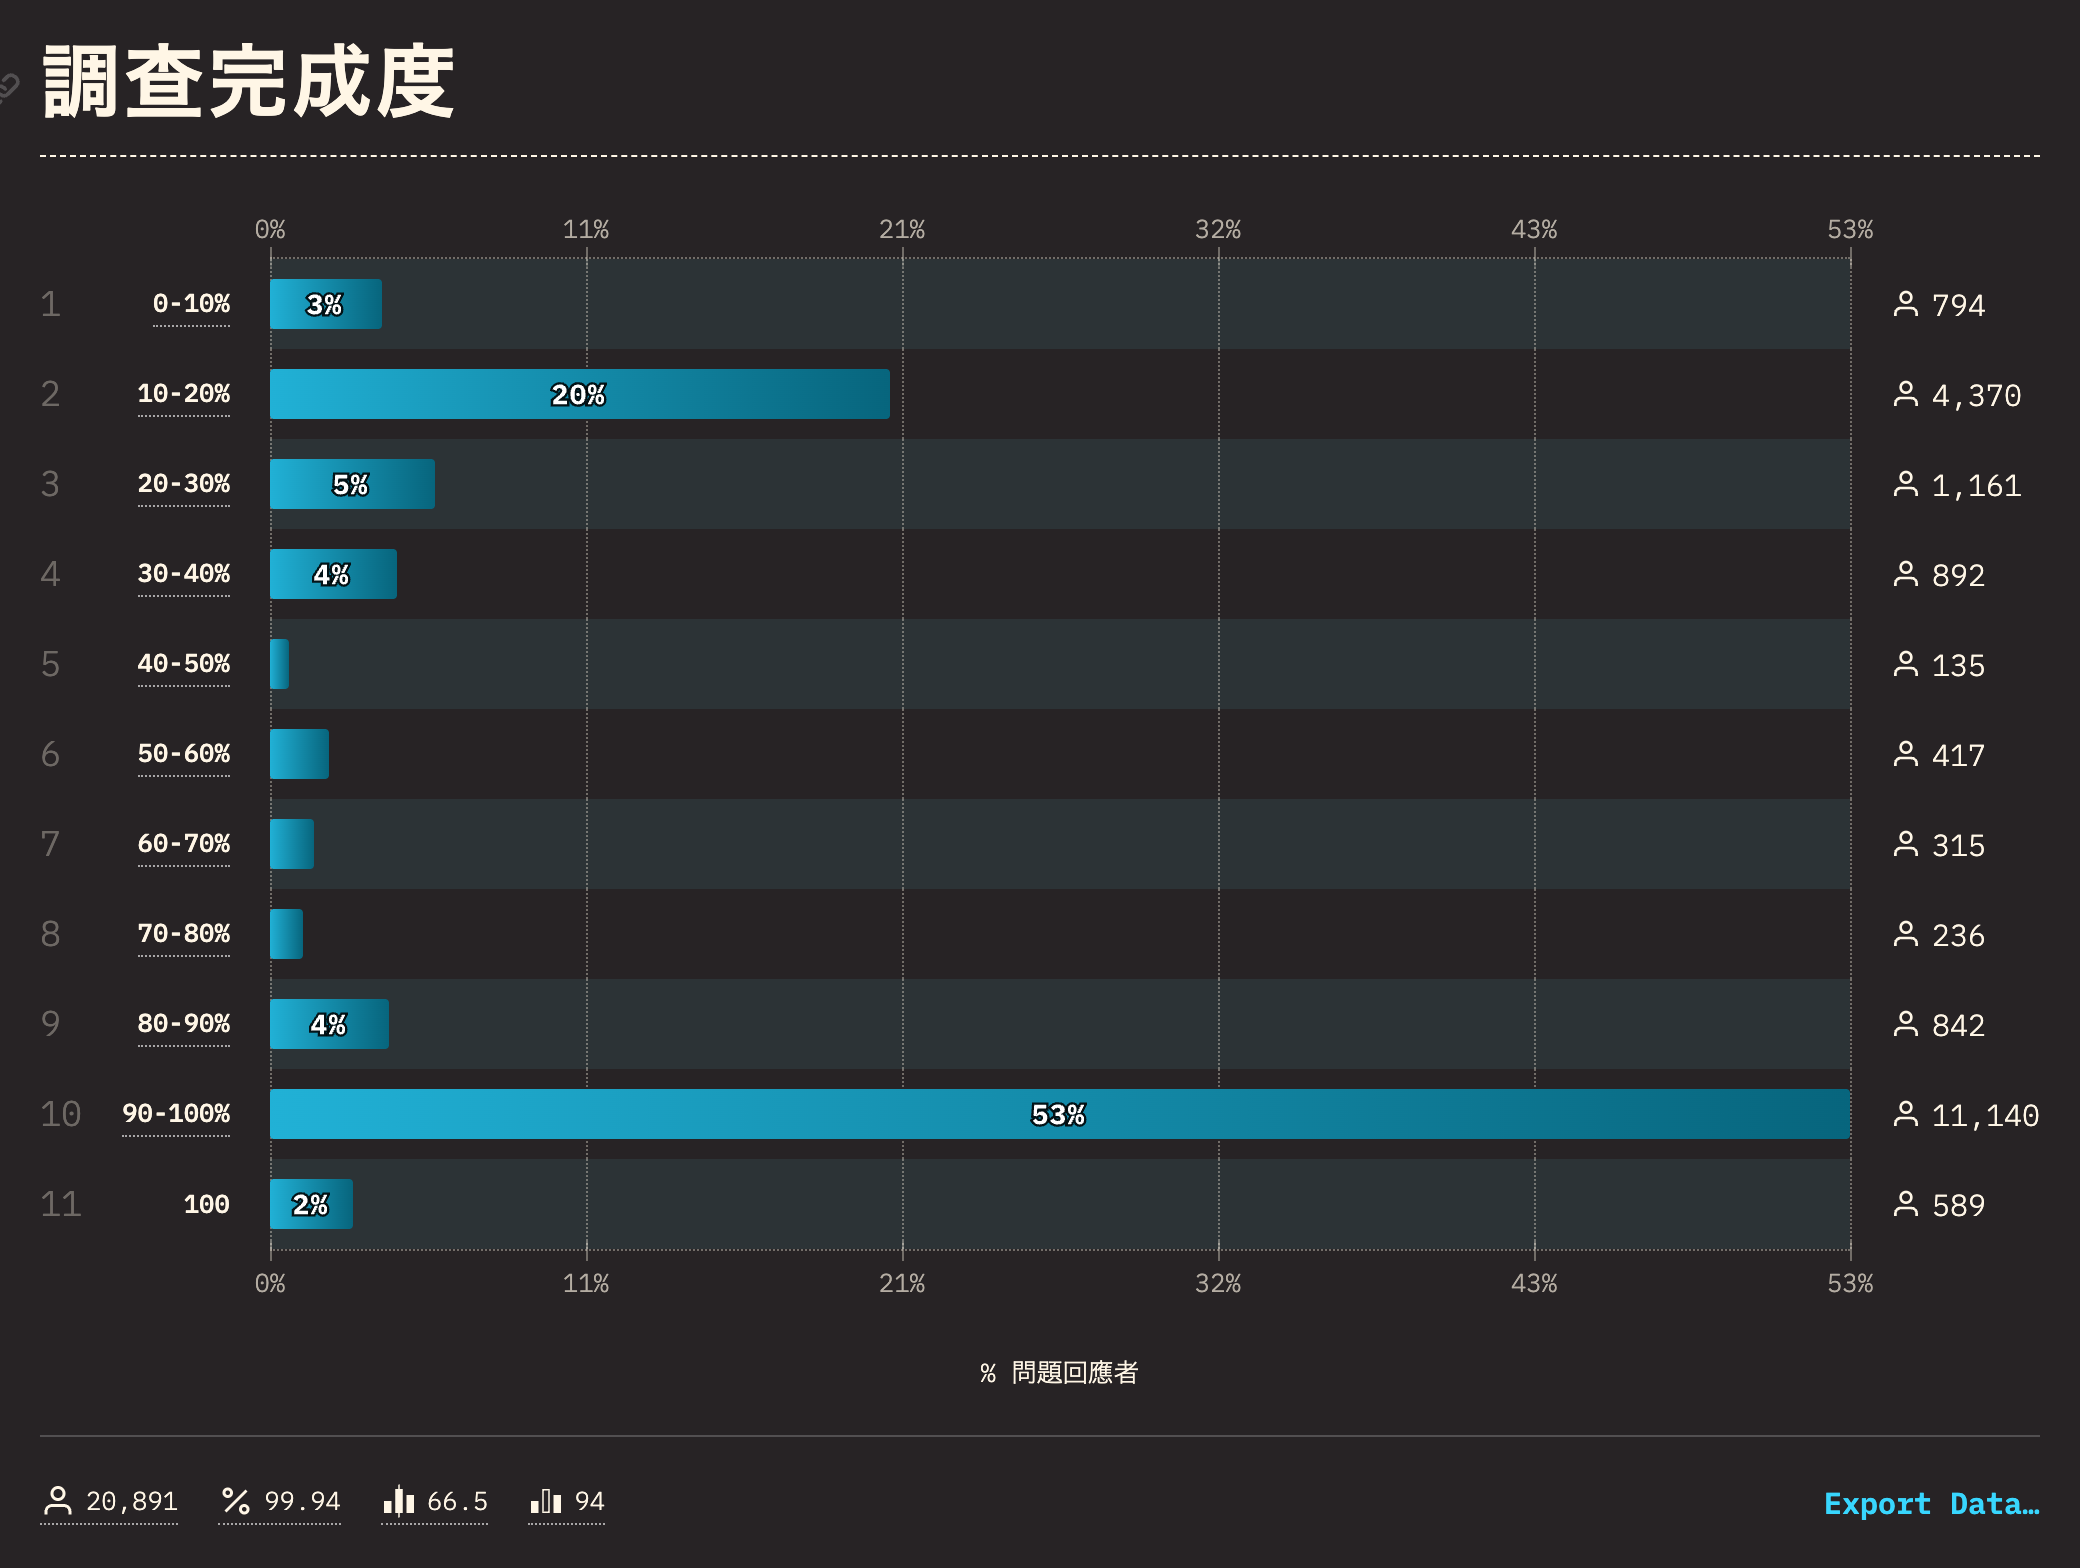 調查完成度
0% 11% 21% 32% 43% 53%
1 0-10% 3% 794
2 10-20% 20% 4,370
3 20-30% 5% 1,161
4 30-40% 4% 892
5 40-50% 135
6 50-60% 417
7 60-70% 315
8 70-80% 236
9 80-90% 4% 842
10 90-100% 53% 11,140
11 100 2% 589
0% 11% 21% 32% 43% 53%
% 問題回應者
20,891 99.94 66.5 94 Export Data…